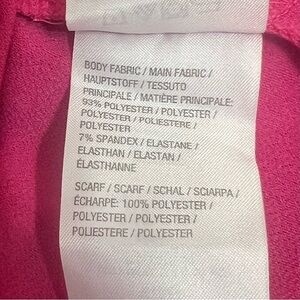 BODY FABRIC / MAIN FABRIC /
HAUPTSTOFF / TESSUTO
PRINCIPALE / MATIÈRE PRINCIPALE:
93% POLYESTER / POLYESTER /
POLYESTER / POLIESTERE /
POLYESTER
7% SPANDEX / ELASTANE /
ELASTHAN / ELASTAN /
ÉLASTHANNE
SCARF / SCARF / SCHAL / SCIARPA /
ÉCHARPE: 100% POLYESTER /
POLYESTER / POLYESTER /
POLIESTERE / POLYESTER